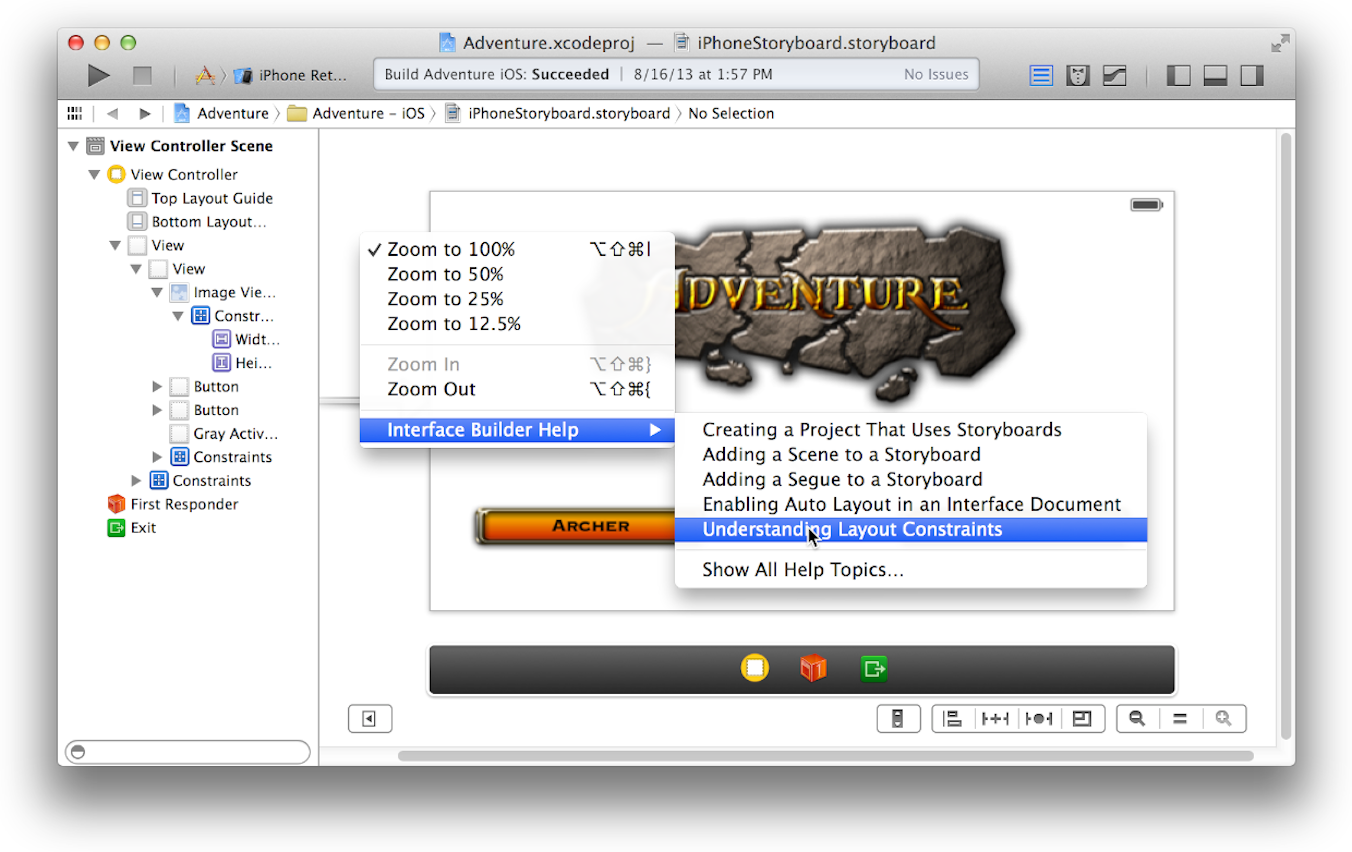 Adventure.xcodeproj — iPhoneStoryboard.storyboard
iPhone Ret...
Build Adventure iOS: Succeeded | 8/16/13 at 1:57 PM
No Issues
Adventure 〉 Adventure – iOS 〉 iPhoneStoryboard.storyboard 〉 No Selection
View Controller Scene
View Controller
Top Layout Guide
Bottom Layout...
View
View
Image Vie...
Constr...
Widt...
Hei...
Button
Button
Gray Activ...
Constraints
Constraints
First Responder
Exit
ADVENTURE
✓ Zoom to 100% ⌥⇧⌘|
Zoom to 50%
Zoom to 25%
Zoom to 12.5%
Zoom In ⌥⇧⌘}
Zoom Out ⌥⇧⌘{
Interface Builder Help ▶
Creating a Project That Uses Storyboards
Adding a Scene to a Storyboard
Adding a Segue to a Storyboard
Enabling Auto Layout in an Interface Document
Understanding Layout Constraints
Show All Help Topics...
ARCHER